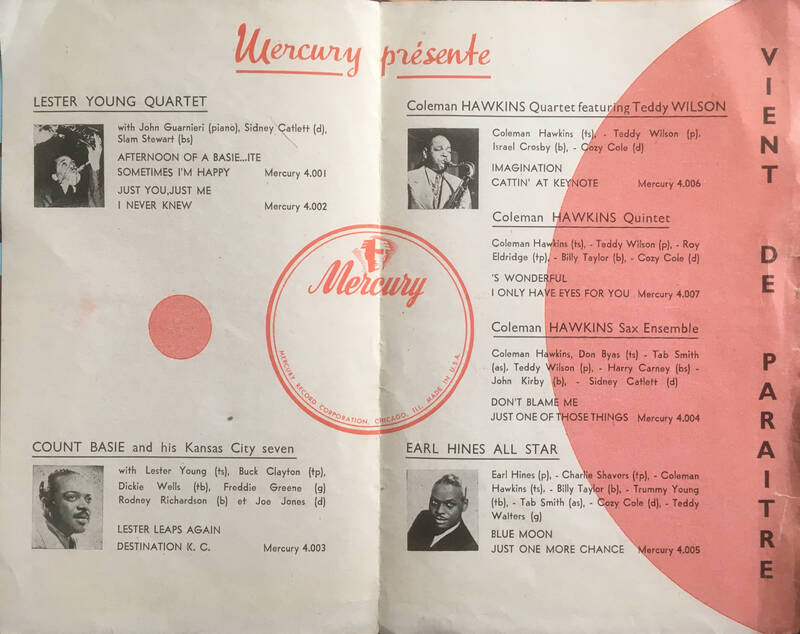 Mercury présente
LESTER YOUNG QUARTET
with John Guarnieri (piano), Sidney Catlett (d),
Slam Stewart (bs)
AFTERNOON OF A BASIE...ITE
SOMETIMES I'M HAPPY Mercury 4.001
JUST YOU,JUST ME
I NEVER KNEW Mercury 4.002
Mercury
MERCURY RECORD CORPORATION, CHICAGO, ILL. MADE IN U.S.A.
COUNT BASIE and his Kansas City seven
with Lester Young (ts), Buck Clayton (tp),
Dickie Wells (tb), Freddie Greene (g)
Rodney Richardson (b) et Joe Jones (d)
LESTER LEAPS AGAIN
DESTINATION K. C. Mercury 4.003
Coleman HAWKINS Quartet featuring Teddy WILSON
Coleman Hawkins (ts), - Teddy Wilson (p).
Israel Crosby (b), - Cozy Cole (d)
IMAGINATION
CATTIN' AT KEYNOTE Mercury 4.006
Coleman HAWKINS Quintet
Coleman Hawkins (ts, - Teddy Wilson (p), - Roy
Eldridge (tp), - Billy Taylor (b), - Cozy Cole (d)
'S WONDERFUL
I ONLY HAVE EYES FOR YOU Mercury 4.007
Coleman HAWKINS Sax Ensemble
Coleman Hawkins, Don Byas (ts) - Tab Smith
(as), Teddy Wilson (p), - Harry Carney (bs) -
John Kirby (b), - Sidney Catlett (d)
DON'T BLAME ME
JUST ONE OF THOSE THINGS Mercury 4.004
EARL HINES ALL STAR
Earl Hines (p), - Charlie Shavers (tp), - Coleman
Hawkins (ts). - Billy Taylor (b), - Trummy Young
(tb), - Tab Smith (as), - Cozy Cole (d), - Teddy
Walters (g)
BLUE MOON
JUST ONE MORE CHANCE Mercury 4.005
VIENT DE PARAITRE